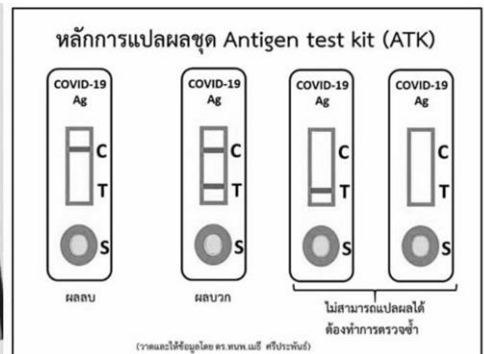 หลักการแปลผลชุด Antigen test kit (ATK)
COVID-19 COVID-19 COVID-19 COVID-19
Ag Ag Ag Ag
C C C C
T T T T
S S S S
ผลลบ ผลบวก ไม่สามารถแปลผลได้
ต้องทำการตรวจซ้ำ
(วาดและให้ข้อมูลโดย ดร.ทนพ.เมธี ศรีประพันธ์)